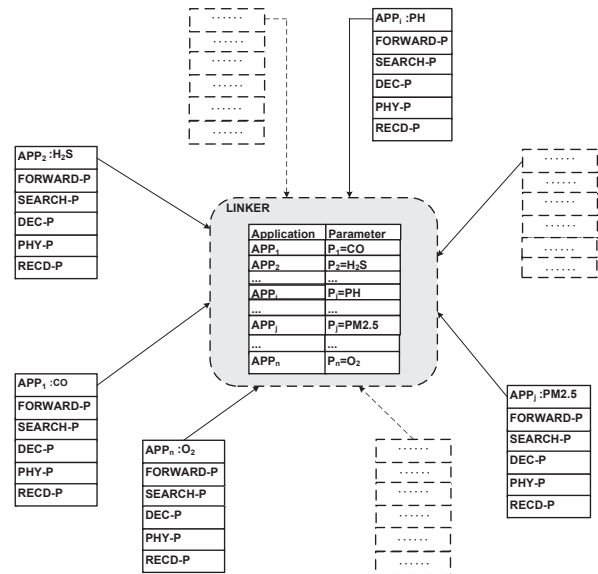 ......
......
......
......
......
......
APPᵢ :PH
FORWARD-P
SEARCH-P
DEC-P
PHY-P
RECD-P
APP₂ :H₂S
FORWARD-P
SEARCH-P
DEC-P
PHY-P
RECD-P
......
......
......
......
......
......
LINKER
Application Parameter
APP₁ P₁=CO
APP₂ P₂=H₂S
... ...
APPᵢ Pᵢ=PH
... ...
APPⱼ Pⱼ=PM2.5
... ...
APPₙ Pₙ=O₂
APP₁ :CO
FORWARD-P
SEARCH-P
DEC-P
PHY-P
RECD-P
APPₙ :O₂
FORWARD-P
SEARCH-P
DEC-P
PHY-P
RECD-P
......
......
......
......
......
......
APPⱼ :PM2.5
FORWARD-P
SEARCH-P
DEC-P
PHY-P
RECD-P